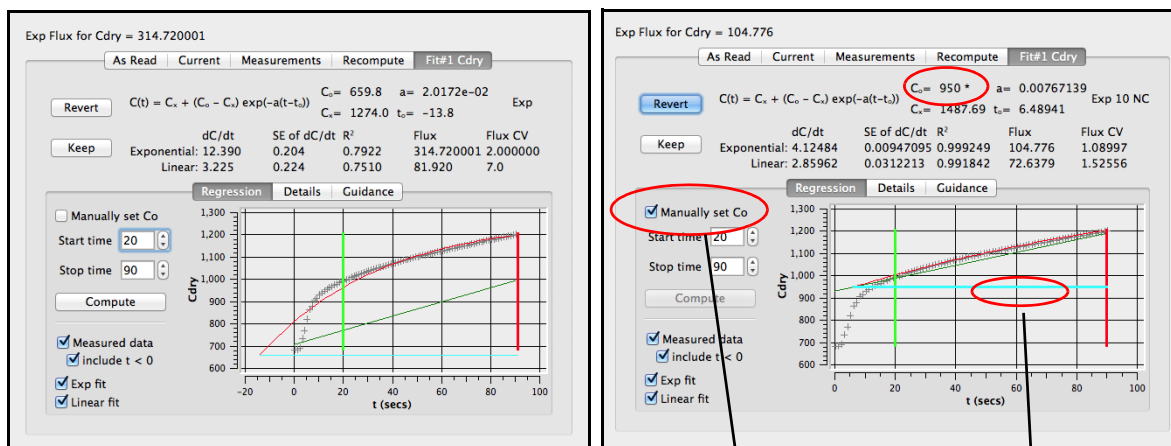 Exp Flux for Cdry = 314.720001
As Read Current Measurements Recompute Fit#1 Cdry
Revert
C(t) = Cₓ + (Cₒ - Cₓ) exp(-a(t-tₒ))
Cₒ= 659.8 a= 2.0172e-02
Cₓ= 1274.0 tₒ= -13.8
Exp
Keep
dC/dt SE of dC/dt R² Flux Flux CV
Exponential: 12.390 0.204 0.7922 314.720001 2.000000
Linear: 3.225 0.224 0.7510 81.920 7.0
Regression Details Guidance
Manually set Co
Start time 20
Stop time 90
Compute
Measured data
include t < 0
Exp fit
Linear fit
Cdry
1,300
1,200
1,100
1,000
900
800
700
600
-20 0 20 40 60 80 100
t (secs)
Exp Flux for Cdry = 104.776
As Read Current Measurements Recompute Fit#1 Cdry
Revert
C(t) = Cₓ + (Cₒ - Cₓ) exp(-a(t-tₒ))
Cₒ= 950 * a= 0.00767139
Cₓ= 1487.69 tₒ= 6.48941
Exp 10 NC
Keep
dC/dt SE of dC/dt R² Flux Flux CV
Exponential: 4.12484 0.00947095 0.999249 104.776 1.08997
Linear: 2.85962 0.0312213 0.991842 72.6379 1.52556
Regression Details Guidance
Manually set Co
Start time 20
Stop time 90
Compute
Measured data
include t < 0
Exp fit
Linear fit
Cdry
1,300
1,200
1,100
1,000
900
800
700
600
0 20 40 60 80 100
t (secs)